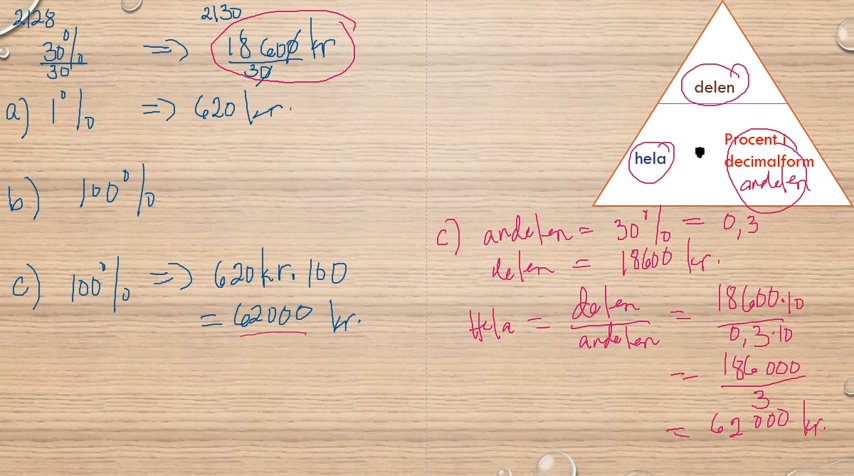 2128
2130
30% => 18600 kr
30 30
a) 1% => 620 kr.
b) 100%
c) 100% => 620 kr. 100
= 62000 kr.
delen
hela
Procent i
decimalform
andelen
c) andelen = 30% = 0,3
delen = 18600 kr.
Hela = delen / andelen = 18600·10 / 0,3·10
= 186 000 / 3
= 62 000 kr.